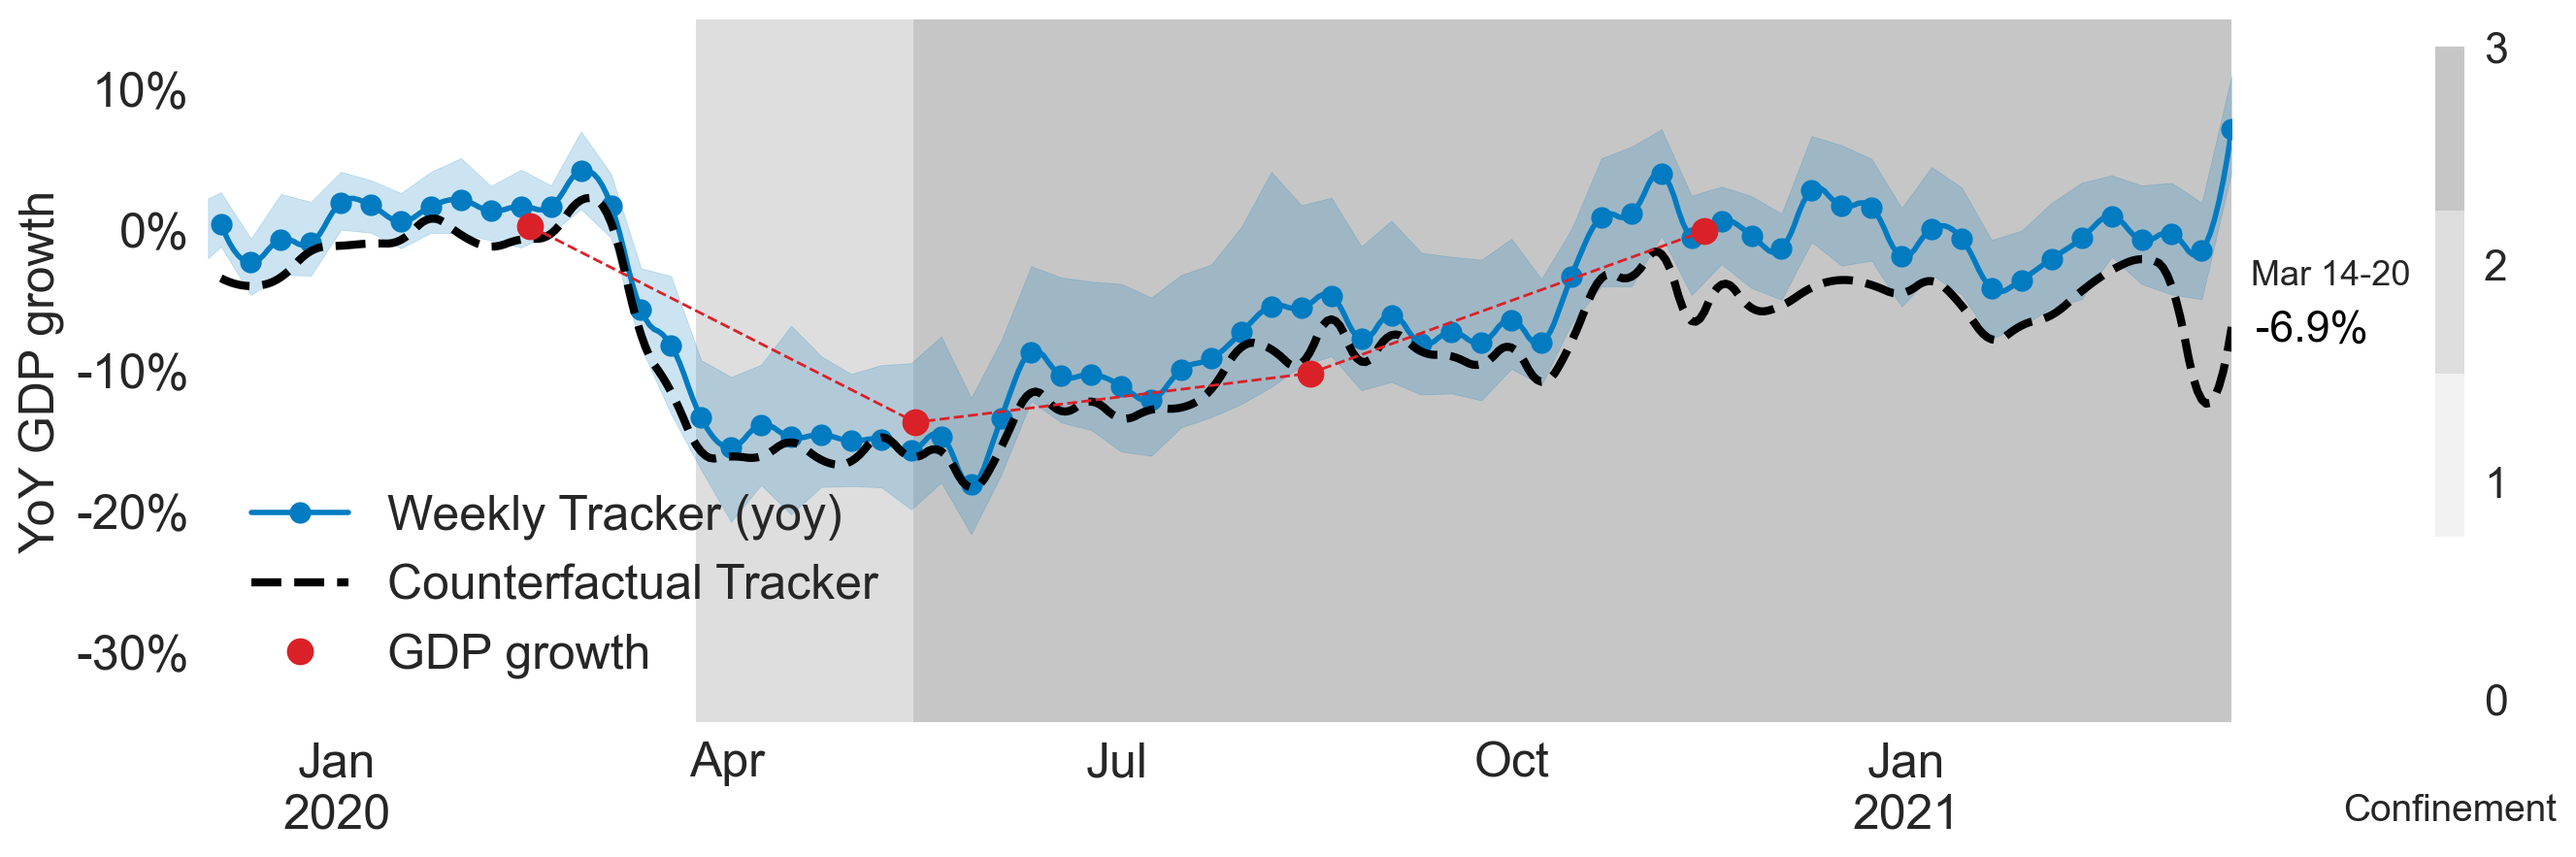 YoY GDP growth
10%
0%
-10%
-20%
-30%
Weekly Tracker (yoy)
Counterfactual Tracker
GDP growth
Jan
2020
Apr
Jul
Oct
Jan
2021
Mar 14-20
-6.9%
3
2
1
0
Confinement